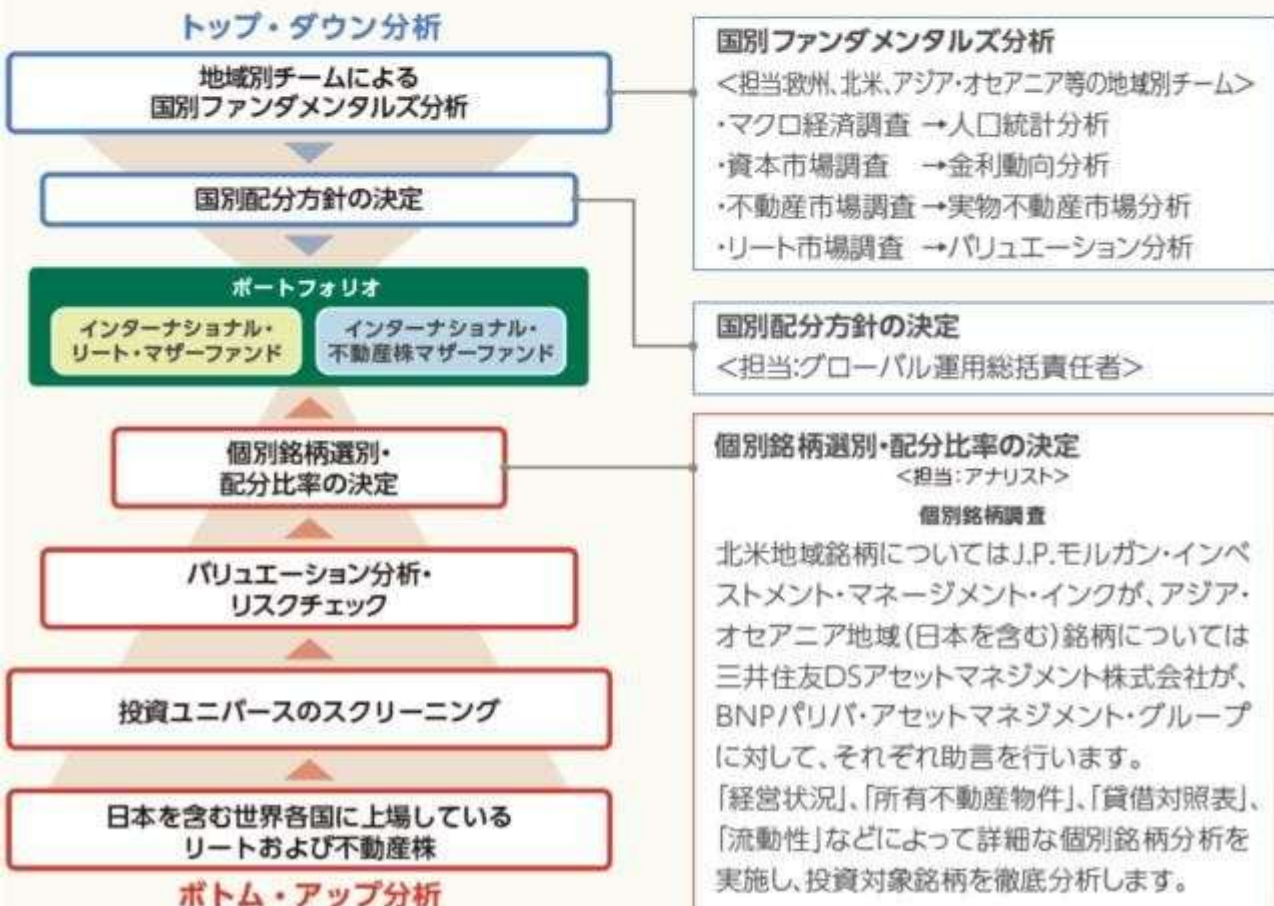 トップ・ダウン分析
地域別チームによる
国別ファンダメンタルズ分析
国別配分方針の決定
ポートフォリオ
インターナショナル・
リート・マザーファンド
インターナショナル・
不動産株マザーファンド
個別銘柄選別・
配分比率の決定
バリュエーション分析・
リスクチェック
投資ユニバースのスクリーニング
日本を含む世界各国に上場している
リートおよび不動産株
ボトム・アップ分析
国別ファンダメンタルズ分析
<担当:欧州、北米、アジア・オセアニア等の地域別チーム>
・マクロ経済調査 →人口統計分析
・資本市場調査 →金利動向分析
・不動産市場調査 →実物不動産市場分析
・リート市場調査 →バリュエーション分析
国別配分方針の決定
<担当:グローバル運用総括責任者>
個別銘柄選別・配分比率の決定
<担当:アナリスト>
個別銘柄調査
北米地域銘柄についてはJ.P.モルガン・インベ
ストメント・マネージメント・インクが、アジア・
オセアニア地域(日本を含む)銘柄については
三井住友DSアセットマネジメント株式会社が、
BNPパリバ・アセットマネジメント・グループ
に対して、それぞれ助言を行います。
「経営状況」、「所有不動産物件」、「貸借対照表」、
「流動性」などによって詳細な個別銘柄分析を
実施し、投資対象銘柄を徹底分析します。